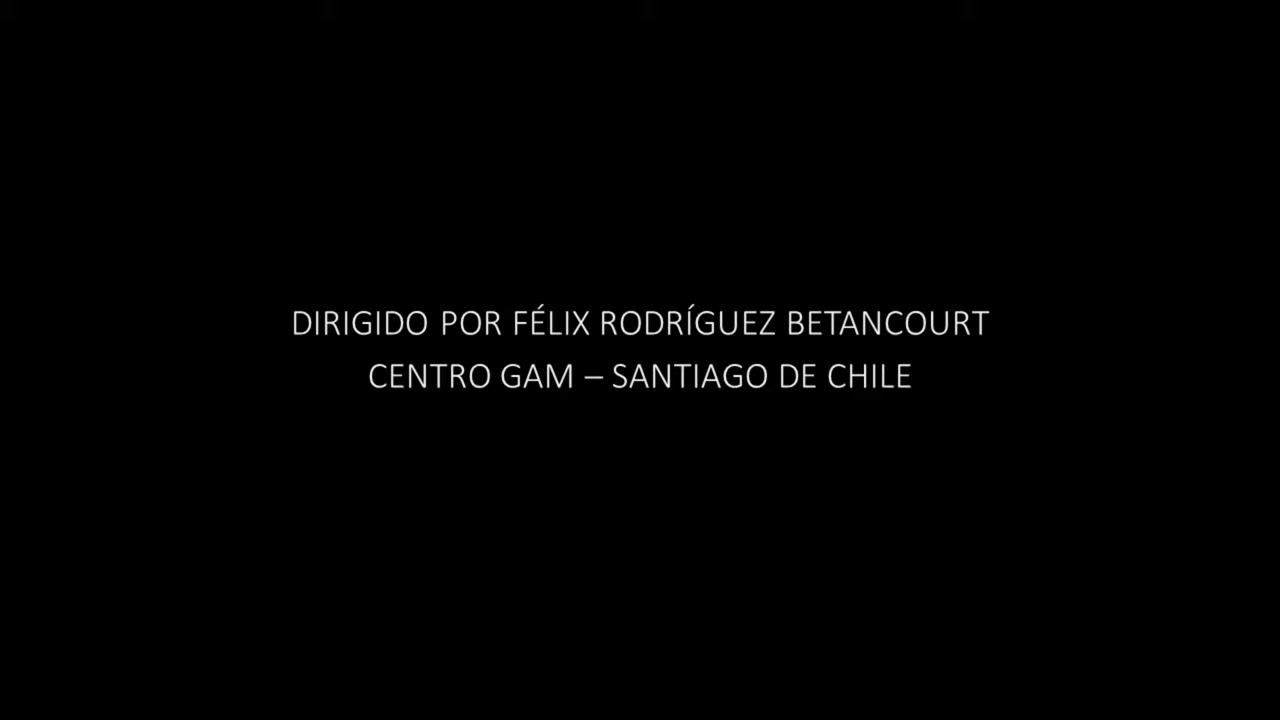 DIRIGIDO POR FÉLIX RODRÍGUEZ BETANCOURT
CENTRO GAM – SANTIAGO DE CHILE